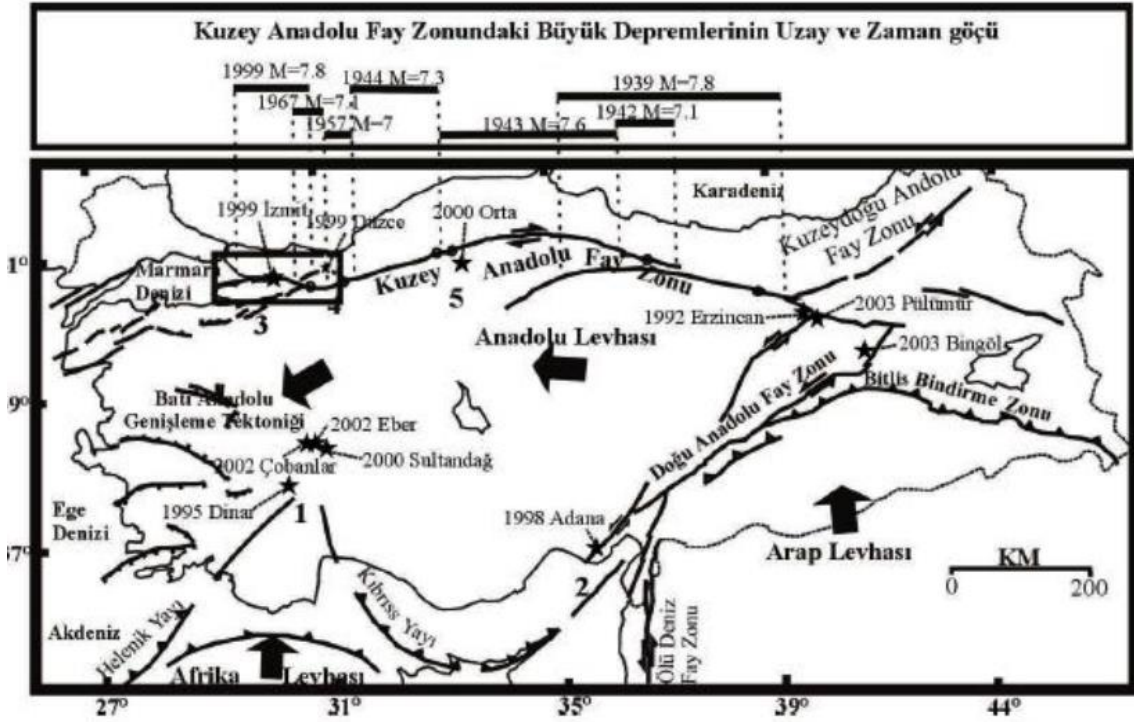 Kuzey Anadolu Fay Zonundaki Büyük Depremlerinin Uzay ve Zaman göçü
1999 M=7.8
1944 M=7.3
1939 M=7.8
1967 M=7.1
1942 M=7.1
1957 M=7
1943 M=7.6
Karadeniz
Kuzeydoğu Andolu
Fay Zonu
1999 İzmit
1999 Düzce
2000 Orta
1°
Marmara
Denizi
Kuzey Anadolu Fay Zonu
3
4
5
1992 Erzincan
2003 Pülümür
2003 Bingöl
Anadolu Levhası
9°
Batı Anadolu
Genişleme Tektoniği
Doğu Anadolu Fay Zonu
Bitlis Bindirme Zonu
2002 Eber
2002 Çobanlar
2000 Sultandağ
1995 Dinar
1
Ege
Denizi
1998 Adana
2
Arap Levhası
KM
0 200
7°
Akdeniz
Helenik Yayı
Kıbrıss Yayı
Afrika Levhası
Ölü Deniz
Fay Zonu
27° 31° 35° 39° 44°